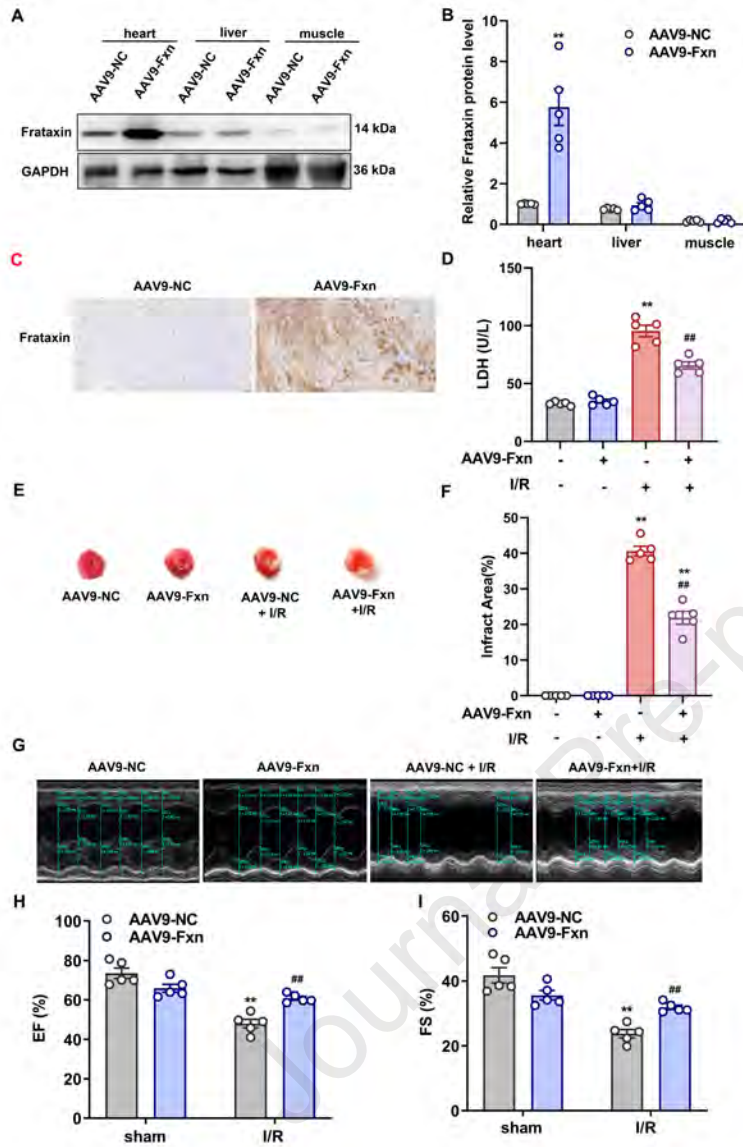 A
heart liver muscle
AAV9-NC AAV9-Fxn AAV9-NC AAV9-Fxn AAV9-NC AAV9-Fxn
Frataxin 14 kDa
GAPDH 36 kDa
B
AAV9-NC
AAV9-Fxn
Relative Frataxin protein level
10
8
6
4
2
0
**
heart liver muscle
C
AAV9-NC AAV9-Fxn
Frataxin
D
LDH (U/L)
150
100
50
0
**
##
AAV9-Fxn - + - +
I/R - - + +
E
AAV9-NC AAV9-Fxn AAV9-NC AAV9-Fxn
+ I/R +I/R
F
Infract Area(%)
50
40
30
20
10
0
**
**
##
AAV9-Fxn - + - +
I/R - - + +
G
AAV9-NC AAV9-Fxn AAV9-NC + I/R AAV9-Fxn+I/R
H
AAV9-NC
AAV9-Fxn
EF (%)
100
80
60
40
20
0
**
##
sham I/R
I
AAV9-NC
AAV9-Fxn
FS (%)
60
40
20
0
**
##
sham I/R
Journal Pre-p